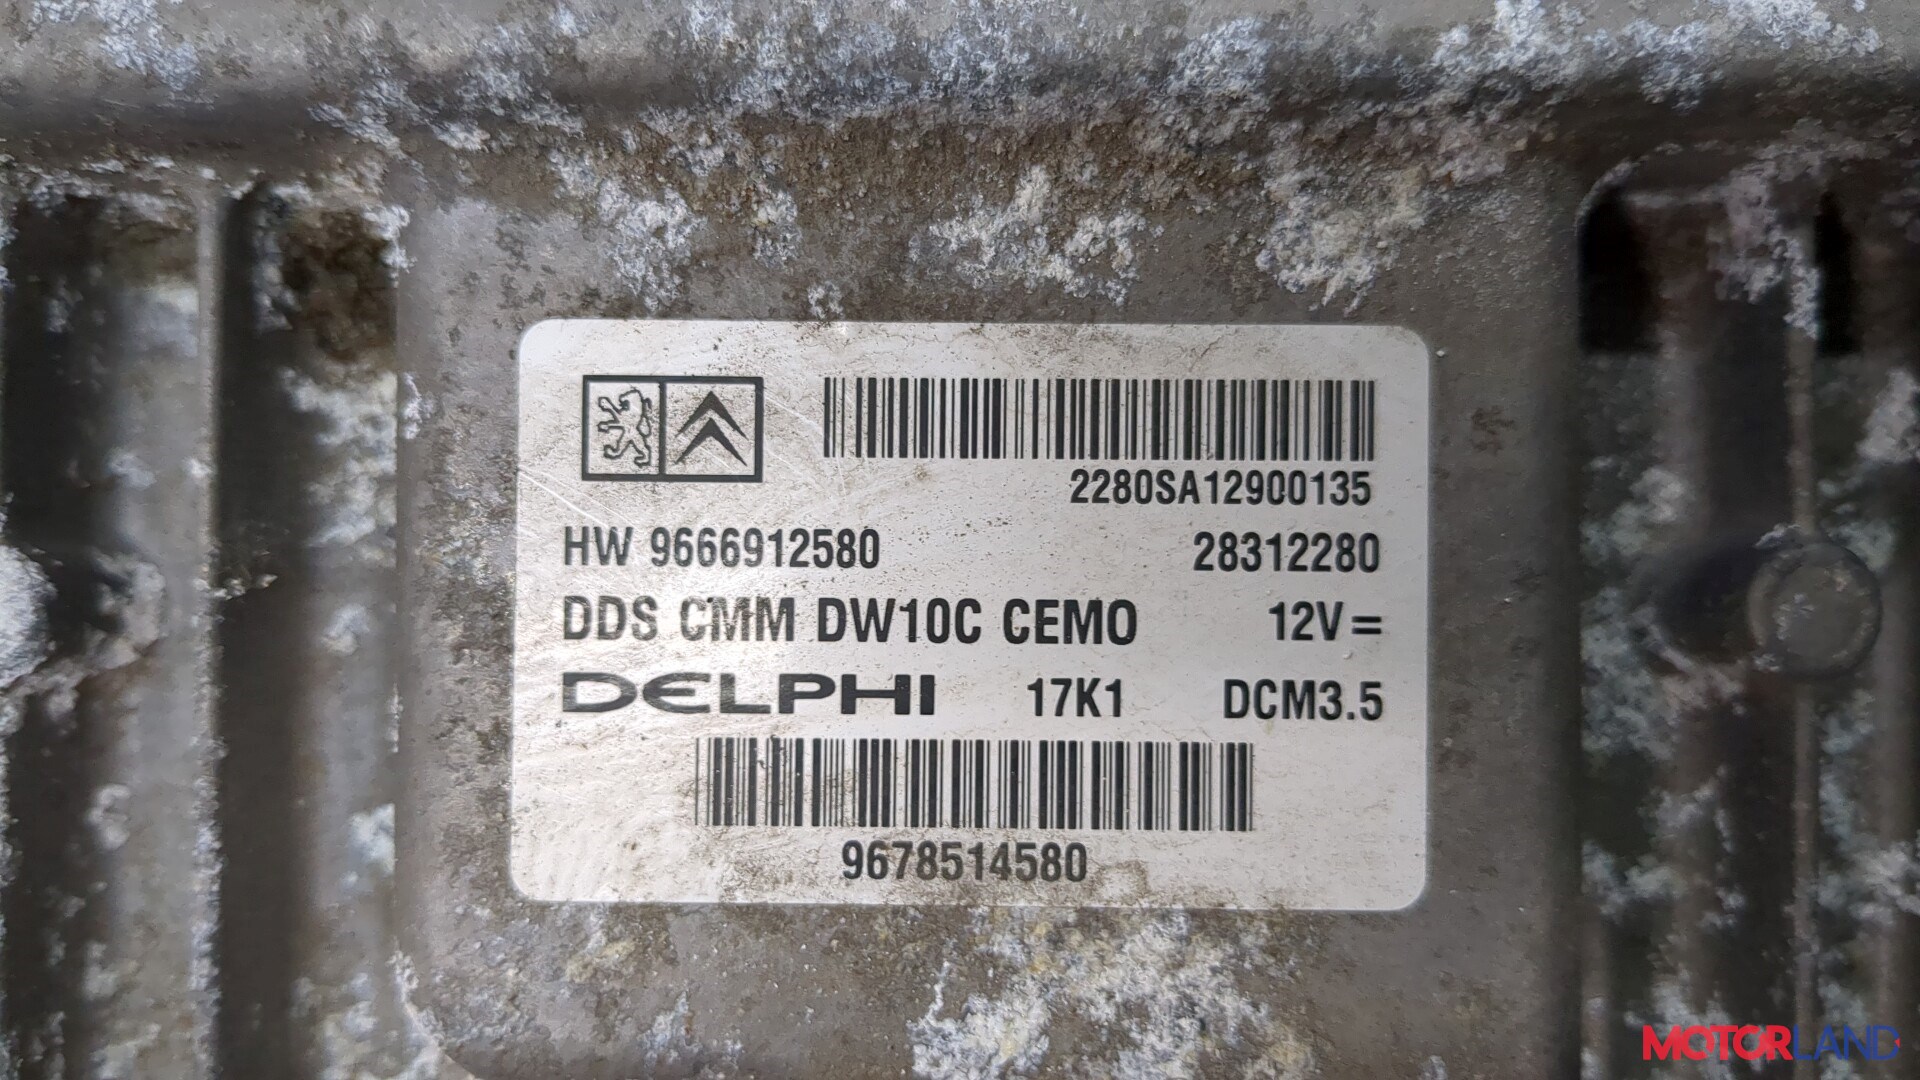 2280SA12900135
HW 9666912580 28312280
DDS CMM DW10C CEMO 12V=
DELPHI 17K1 DCM3.5
9678514580
MOTORLAND